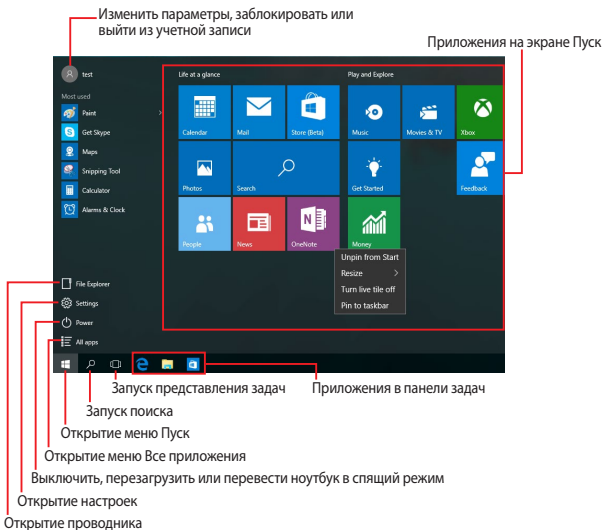 Изменить параметры, заблокировать или
выйти из учетной записи
Приложения на экране Пуск
test
Life at a glance
Play and Explore
Most used
Paint
Get Skype
Maps
Snipping Tool
Calculator
Alarms & Clock
Calendar
Mail
Store (Beta)
Music
Movies & TV
Xbox
Photos
Search
Get Started
Feedback
People
News
OneNote
Money
Unpin from Start
Resize
Turn live tile off
Pin to taskbar
File Explorer
Settings
Power
All apps
Запуск представления задач
Приложения в панели задач
Запуск поиска
Открытие меню Пуск
Открытие меню Все приложения
Выключить, перезагрузить или перевести ноутбук в спящий режим
Открытие настроек
Открытие проводника